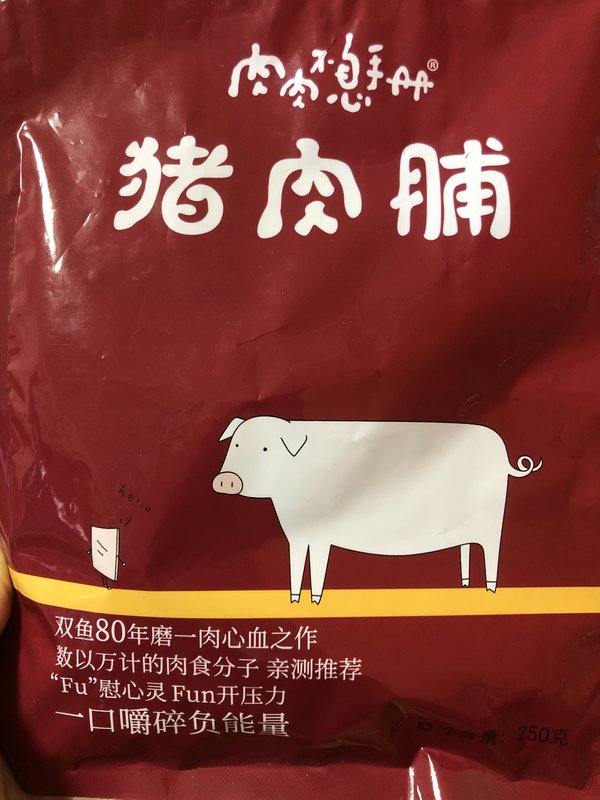 肉肉不想手册®
猪肉脯
hello
双鱼80年磨一肉心血之作
数以万计的肉食分子 亲测推荐
“Fu”慰心灵 Fun开压力
一口嚼碎负能量
净含量：250克